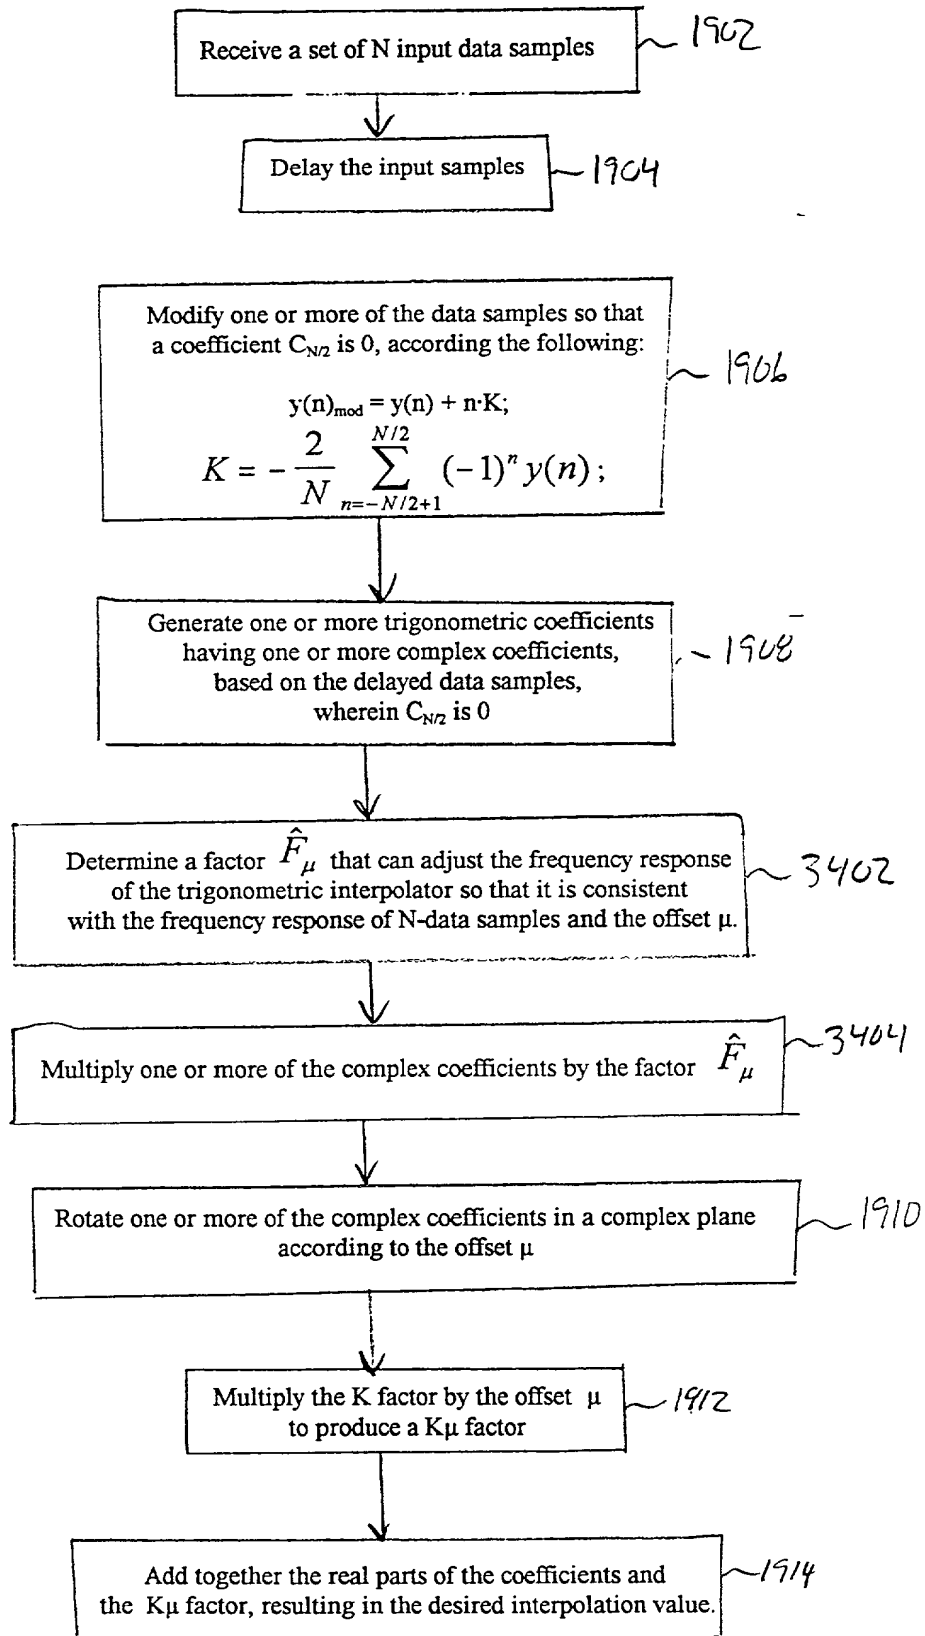 Receive a set of N input data samples
1902
Delay the input samples
1904
Modify one or more of the data samples so that
a coefficient C_{N/2} is 0, according the following:
1906
y(n)_{mod} = y(n) + n·K;
K = - \frac{2}{N} \sum_{n=-N/2+1}^{N/2} (-1)^n y(n) ;
Generate one or more trigonometric coefficients
having one or more complex coefficients,
1908
based on the delayed data samples,
wherein C_{N/2} is 0
Determine a factor \hat{F}_μ that can adjust the frequency response
3402
of the trigonometric interpolator so that it is consistent
with the frequency response of N-data samples and the offset μ.
3404
Multiply one or more of the complex coefficients by the factor \hat{F}_μ
Rotate one or more of the complex coefficients in a complex plane
1910
according to the offset μ
Multiply the K factor by the offset μ
1912
to produce a Kμ factor
Add together the real parts of the coefficients and
1914
the Kμ factor, resulting in the desired interpolation value.